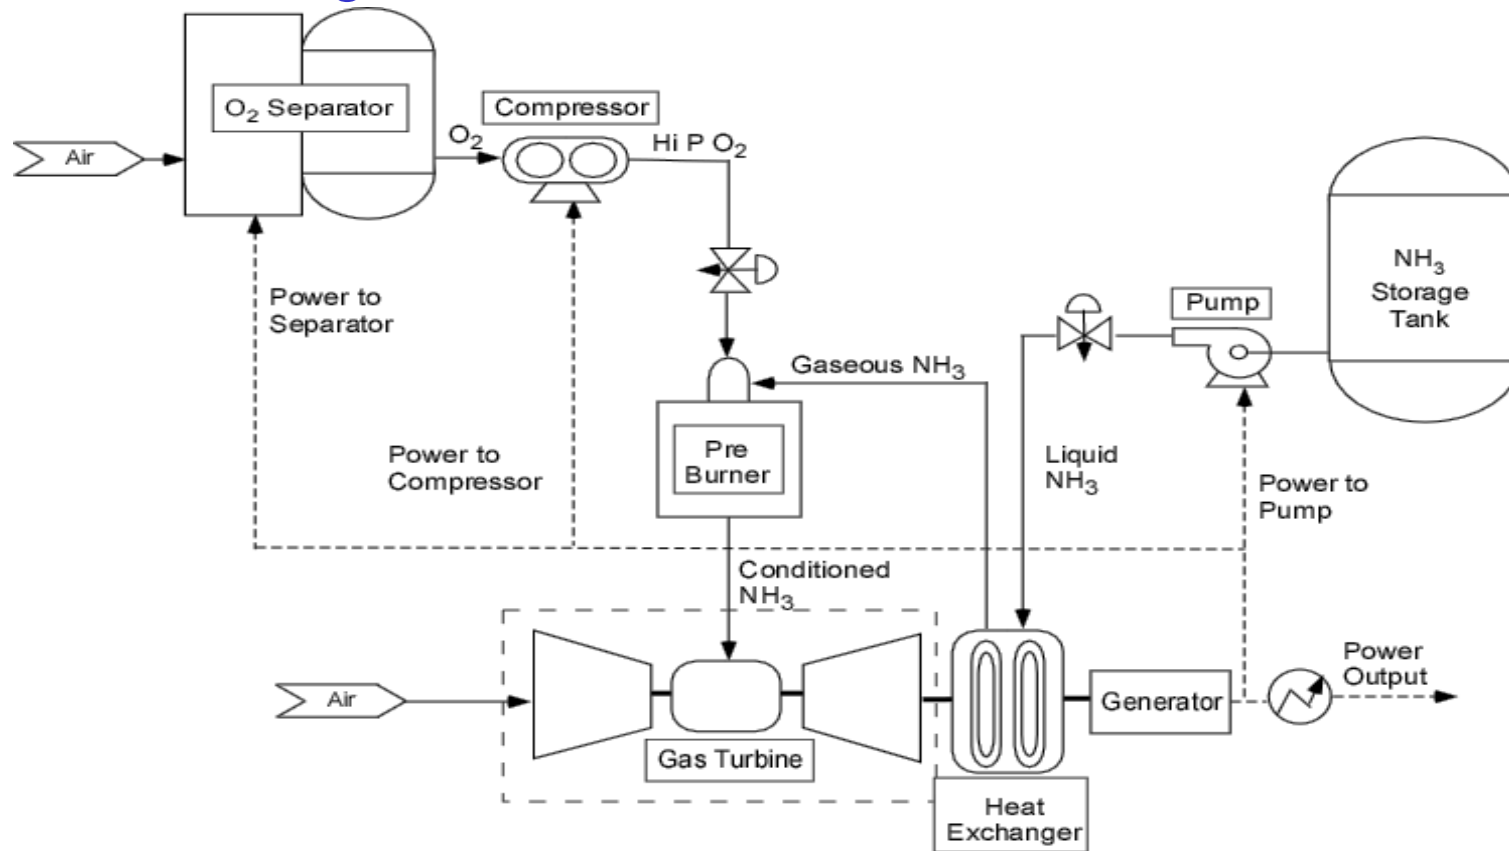 O2 Separator
Compressor
Air
O2
Hi P O2
NH3
Storage
Tank
Power to
Separator
Pump
Gaseous NH3
Power to
Compressor
Pre
Burner
Liquid
NH3
Power to
Pump
Conditioned
NH3
Air
Gas Turbine
Generator
Power
Output
Heat
Exchanger